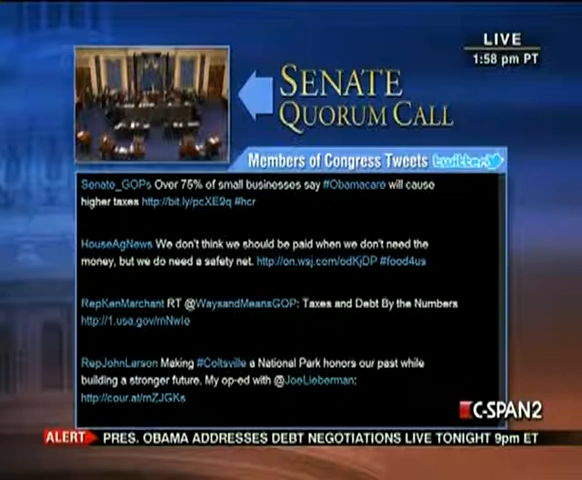 LIVE
1:58 pm PT
SENATE
QUORUM CALL
Members of Congress Tweets twitter
Senate_GOPs Over 75% of small businesses say #Obamacare will cause
higher taxes http://bit.ly/pcXE9q #hcr
HouseAgNews We don't think we should be paid when we don't need the
money, but we do need a safety net. http://on.wsj.com/odKjDP #food4us
RepKenMarchant RT @WaysandMeansGOP: Taxes and Debt By the Numbers
http://1.usa.gov/mNwIe
RepJohnLarson Making #Coltsville a National Park honors our past while
building a stronger future. My op-ed with @JoeLieberman:
http://cour.at/mZJGKs
C-SPAN2
ALERT PRES. OBAMA ADDRESSES DEBT NEGOTIATIONS LIVE TONIGHT 9pm ET